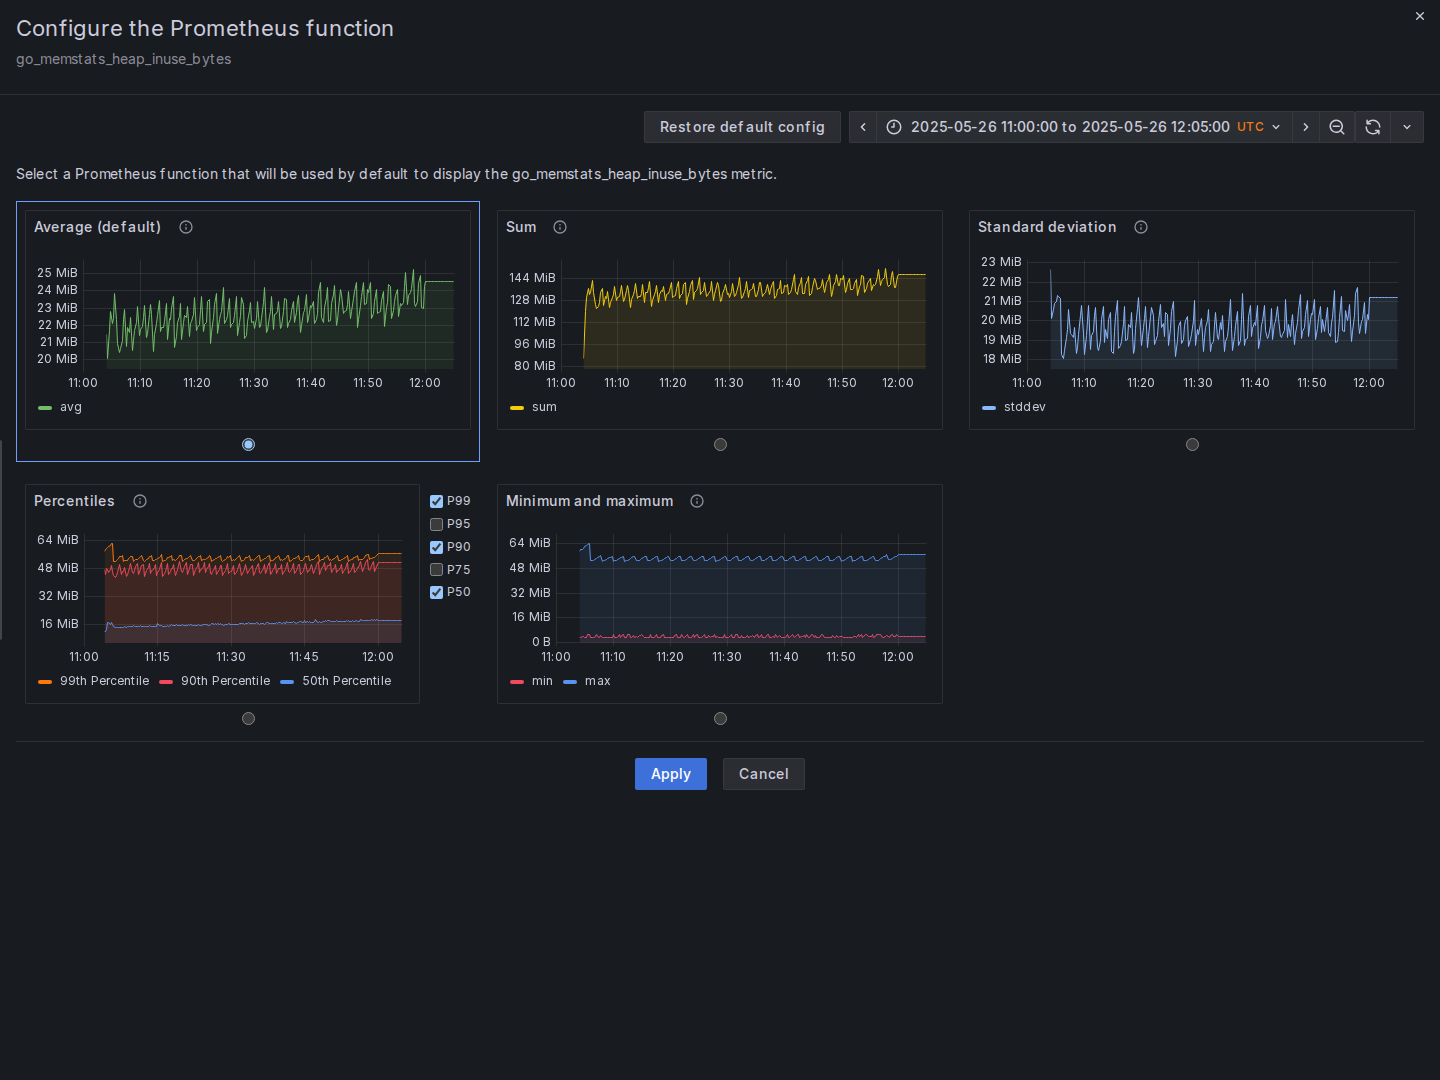 Configure the Prometheus function
go_memstats_heap_inuse_bytes
Restore default config
2025-05-26 11:00:00 to 2025-05-26 12:05:00 UTC
Select a Prometheus function that will be used by default to display the go_memstats_heap_inuse_bytes metric.
Average (default)
25 MiB
24 MiB
23 MiB
22 MiB
21 MiB
20 MiB
11:00 11:10 11:20 11:30 11:40 11:50 12:00
avg
Sum
144 MiB
128 MiB
112 MiB
96 MiB
80 MiB
11:00 11:10 11:20 11:30 11:40 11:50 12:00
sum
Standard deviation
23 MiB
22 MiB
21 MiB
20 MiB
19 MiB
18 MiB
11:00 11:10 11:20 11:30 11:40 11:50 12:00
stddev
Percentiles
64 MiB
48 MiB
32 MiB
16 MiB
11:00 11:15 11:30 11:45 12:00
99th Percentile 90th Percentile 50th Percentile
P99
P95
P90
P75
P50
Minimum and maximum
64 MiB
48 MiB
32 MiB
16 MiB
0 B
11:00 11:10 11:20 11:30 11:40 11:50 12:00
min max
Apply Cancel